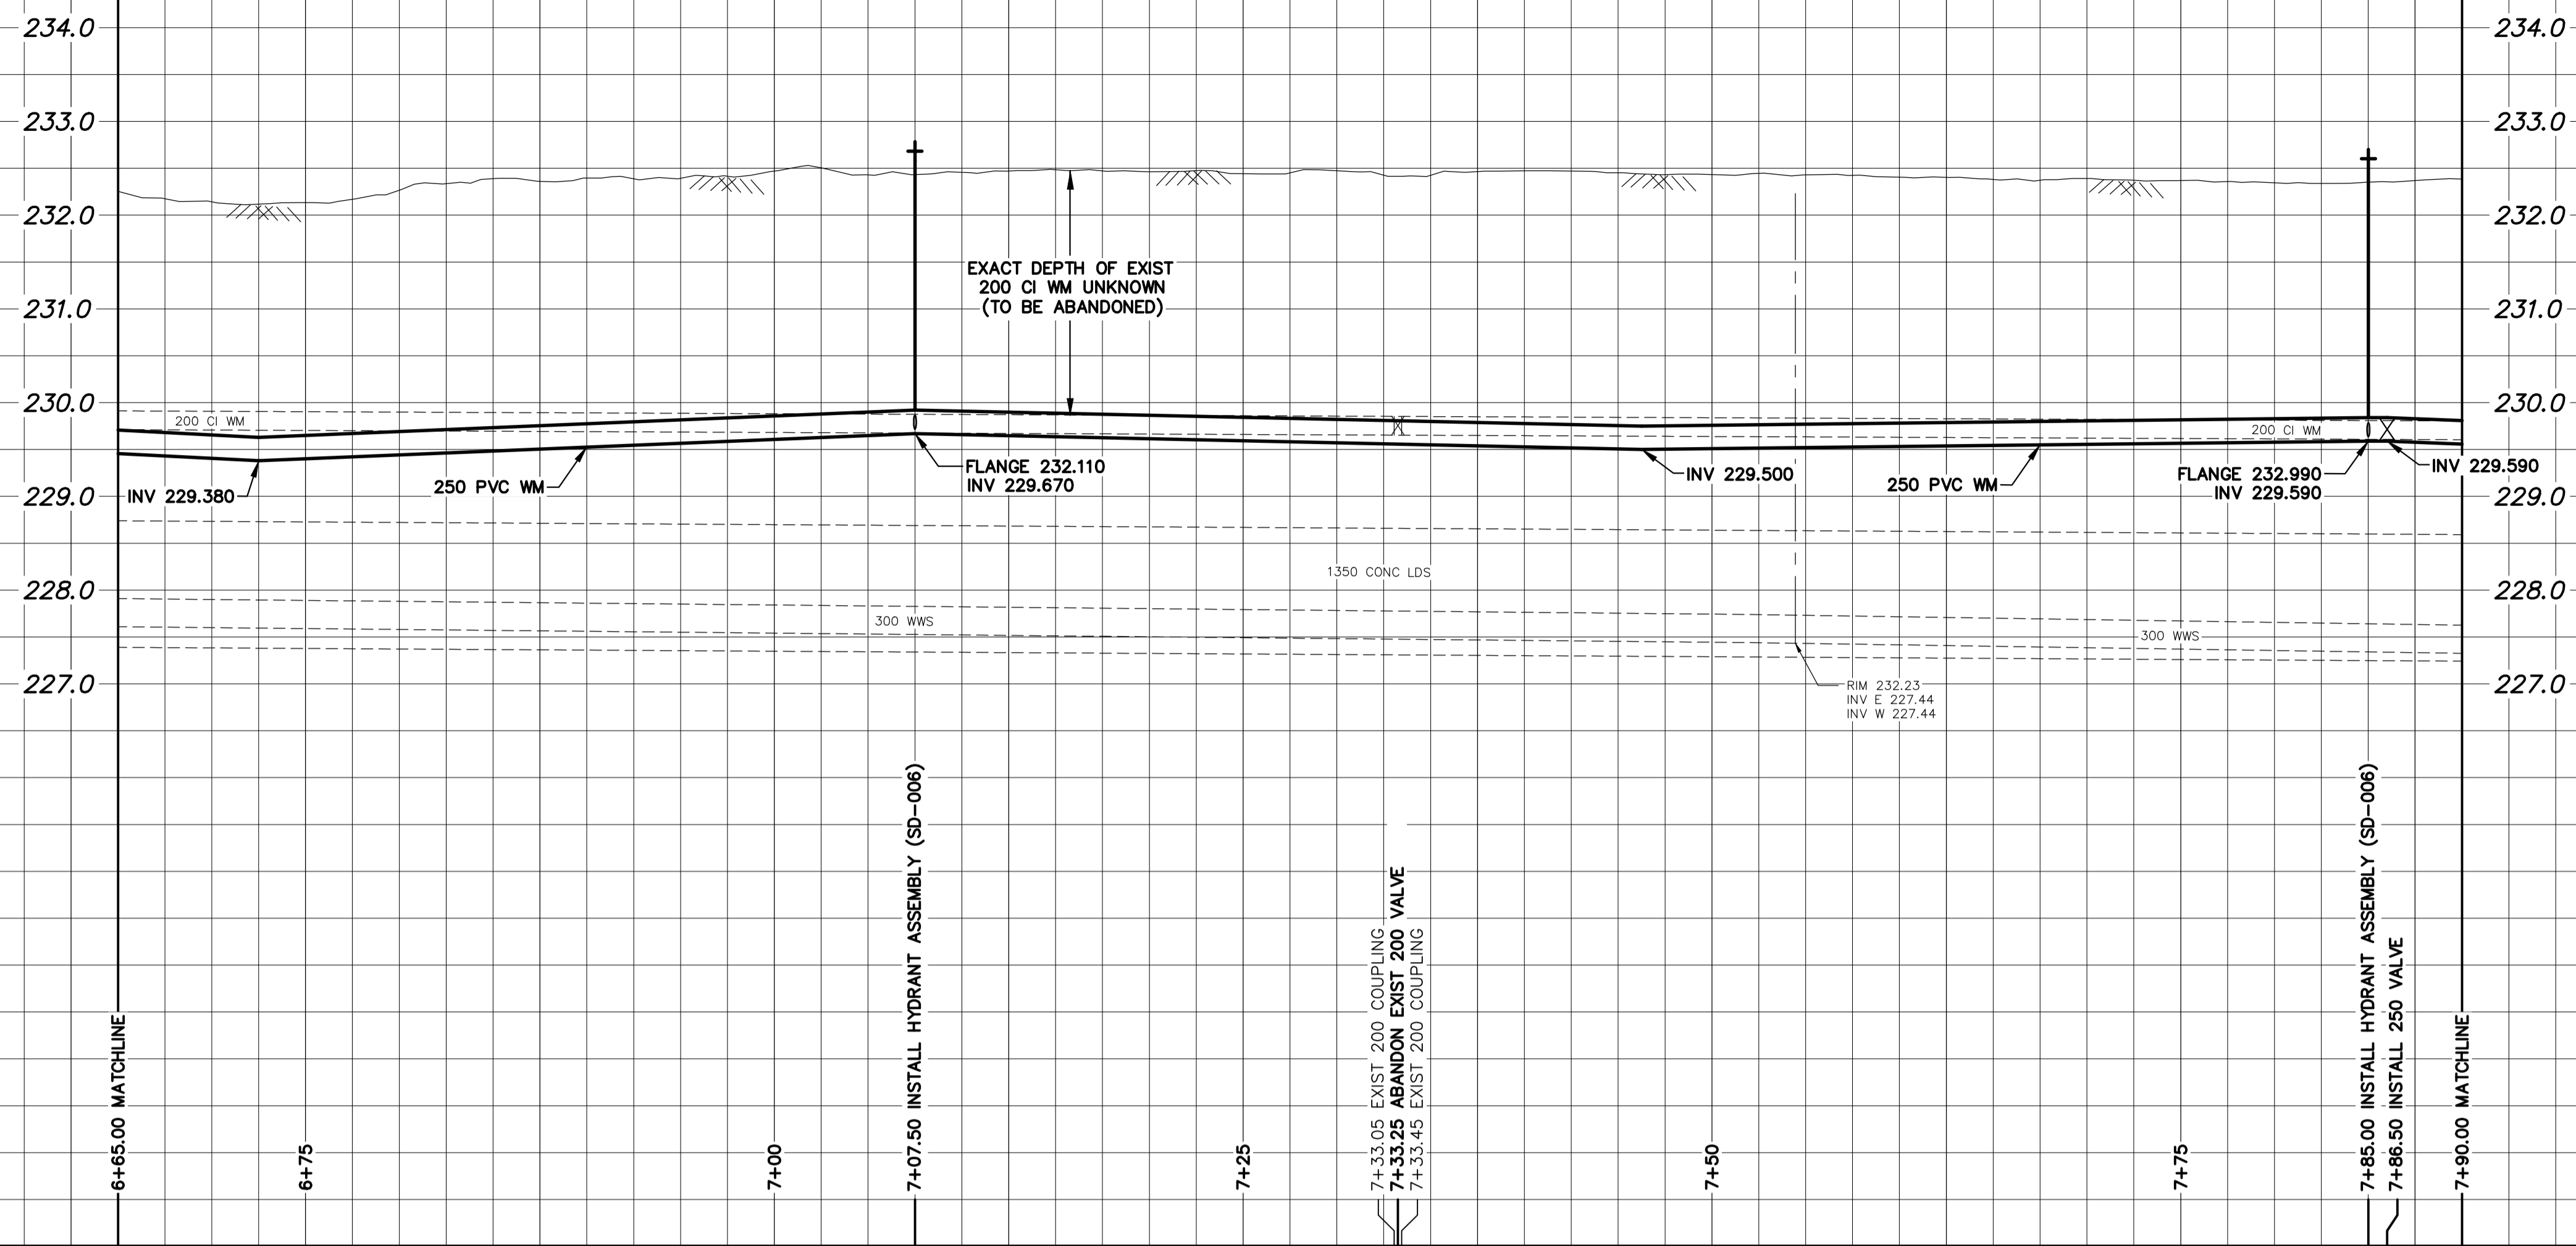 234.0
234.0
233.0
233.0
232.0
232.0
EXACT DEPTH OF EXIST
200 CI WM UNKNOWN
(TO BE ABANDONED)
231.0
231.0
230.0
230.0
200 CI WM
200 CI WM
INV 229.380
250 PVC WM
FLANGE 232.110
INV 229.670
INV 229.500
250 PVC WM
FLANGE 232.990
INV 229.590
INV 229.590
229.0
229.0
1350 CONC LDS
228.0
228.0
300 WWS
300 WWS
227.0
227.0
RIM 232.23
INV E 227.44
INV W 227.44
6+65.00 MATCHLINE
6+75
7+00
7+07.50 INSTALL HYDRANT ASSEMBLY (SD-006)
7+25
7+33.05 EXIST 200 COUPLING
7+33.25 ABANDON EXIST 200 VALVE
7+33.45 EXIST 200 COUPLING
7+50
7+75
7+85.00 INSTALL HYDRANT ASSEMBLY (SD-006)
7+86.50 INSTALL 250 VALVE
7+90.00 MATCHLINE